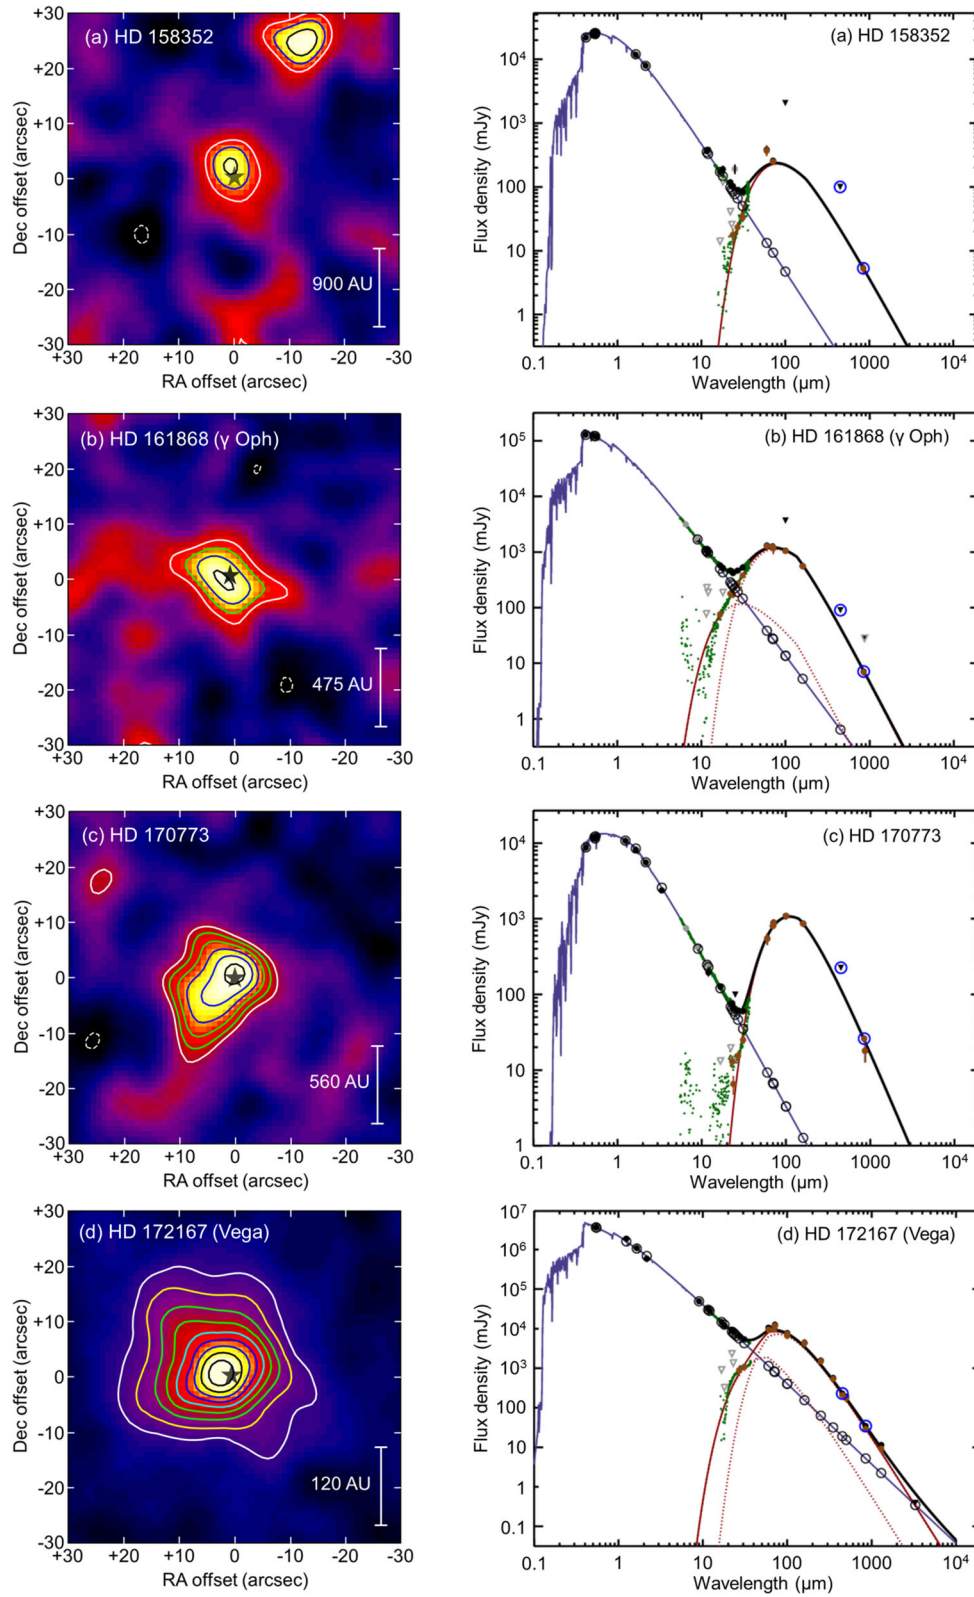 (a) HD 158352
+30
+20
+10
0
-10
-20
-30
Dec offset (arcsec)
900 AU
+30 +20 +10 0 -10 -20 -30
RA offset (arcsec)
(a) HD 158352
10⁴
10³
100
10
1
Flux density (mJy)
0.1 1 10 100 1000 10⁴
Wavelength (µm)
(b) HD 161868 (γ Oph)
+30
+20
+10
0
-10
-20
-30
Dec offset (arcsec)
475 AU
+30 +20 +10 0 -10 -20 -30
RA offset (arcsec)
(b) HD 161868 (γ Oph)
10⁵
10⁴
10³
100
10
1
Flux density (mJy)
0.1 1 10 100 1000 10⁴
Wavelength (µm)
(c) HD 170773
+30
+20
+10
0
-10
-20
-30
Dec offset (arcsec)
560 AU
+30 +20 +10 0 -10 -20 -30
RA offset (arcsec)
(c) HD 170773
10⁴
10³
100
10
1
Flux density (mJy)
0.1 1 10 100 1000 10⁴
Wavelength (µm)
(d) HD 172167 (Vega)
+30
+20
+10
0
-10
-20
-30
Dec offset (arcsec)
120 AU
+30 +20 +10 0 -10 -20 -30
RA offset (arcsec)
(d) HD 172167 (Vega)
10⁷
10⁶
10⁵
10⁴
10³
100
10
1
0.1
Flux density (mJy)
0.1 1 10 100 1000 10⁴
Wavelength (µm)